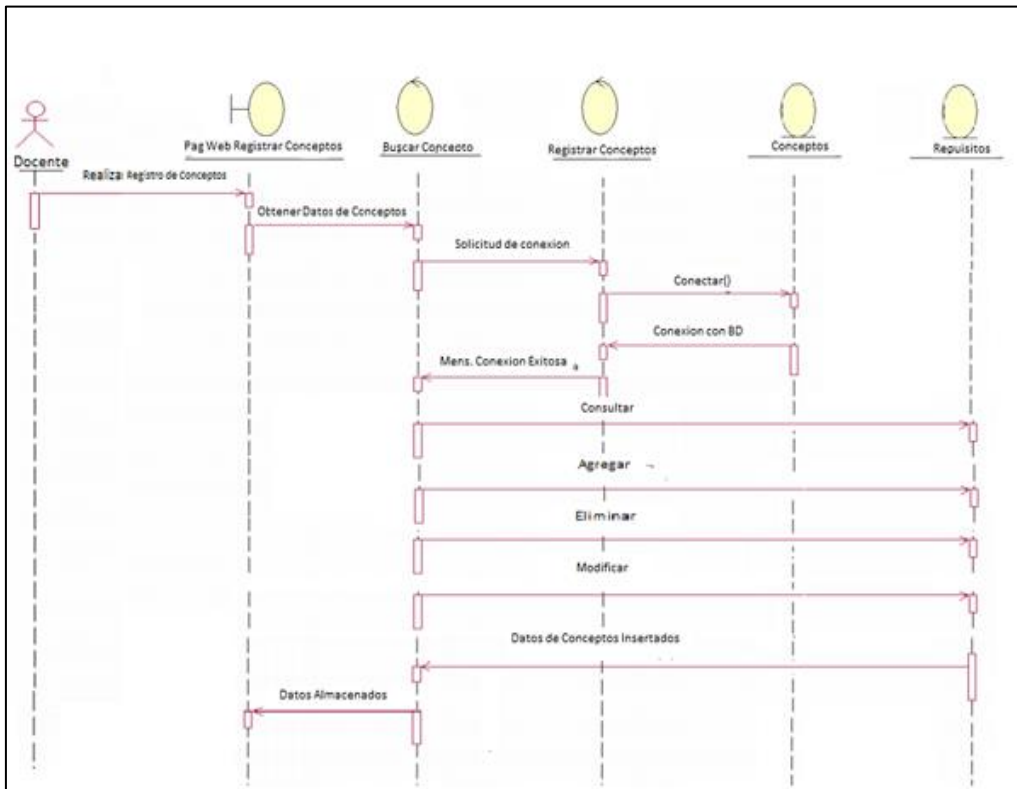 Docente
Pag Web Registrar Conceptos
Buscar Concepto
Registrar Conceptos
Conceptos
Repuisitos
Realiza Registro de Conceptos
Obtener Datos de Conceptos
Solicitud de conexion
Conectar()
Conexion con BD
Mens. Conexion Exitosa
Consultar
Agregar
Eliminar
Modificar
Datos de Conceptos Insertados
Datos Almacenados